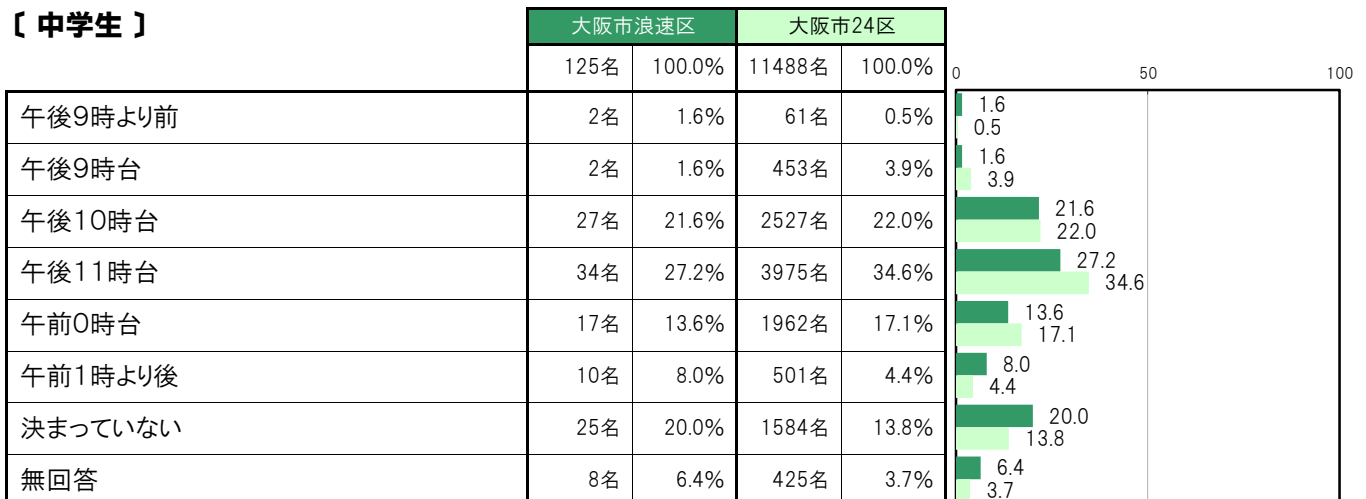 〔 中学生 〕
大阪市浪速区 大阪市24区
125名 100.0% 11488名 100.0% 0 50 100
午後9時より前 2名 1.6% 61名 0.5% 1.6
0.5
午後9時台 2名 1.6% 453名 3.9% 1.6
3.9
午後10時台 27名 21.6% 2527名 22.0% 21.6
22.0
午後11時台 34名 27.2% 3975名 34.6% 27.2
34.6
午前0時台 17名 13.6% 1962名 17.1% 13.6
17.1
午前1時より後 10名 8.0% 501名 4.4% 8.0
4.4
決まっていない 25名 20.0% 1584名 13.8% 20.0
13.8
無回答 8名 6.4% 425名 3.7% 6.4
3.7